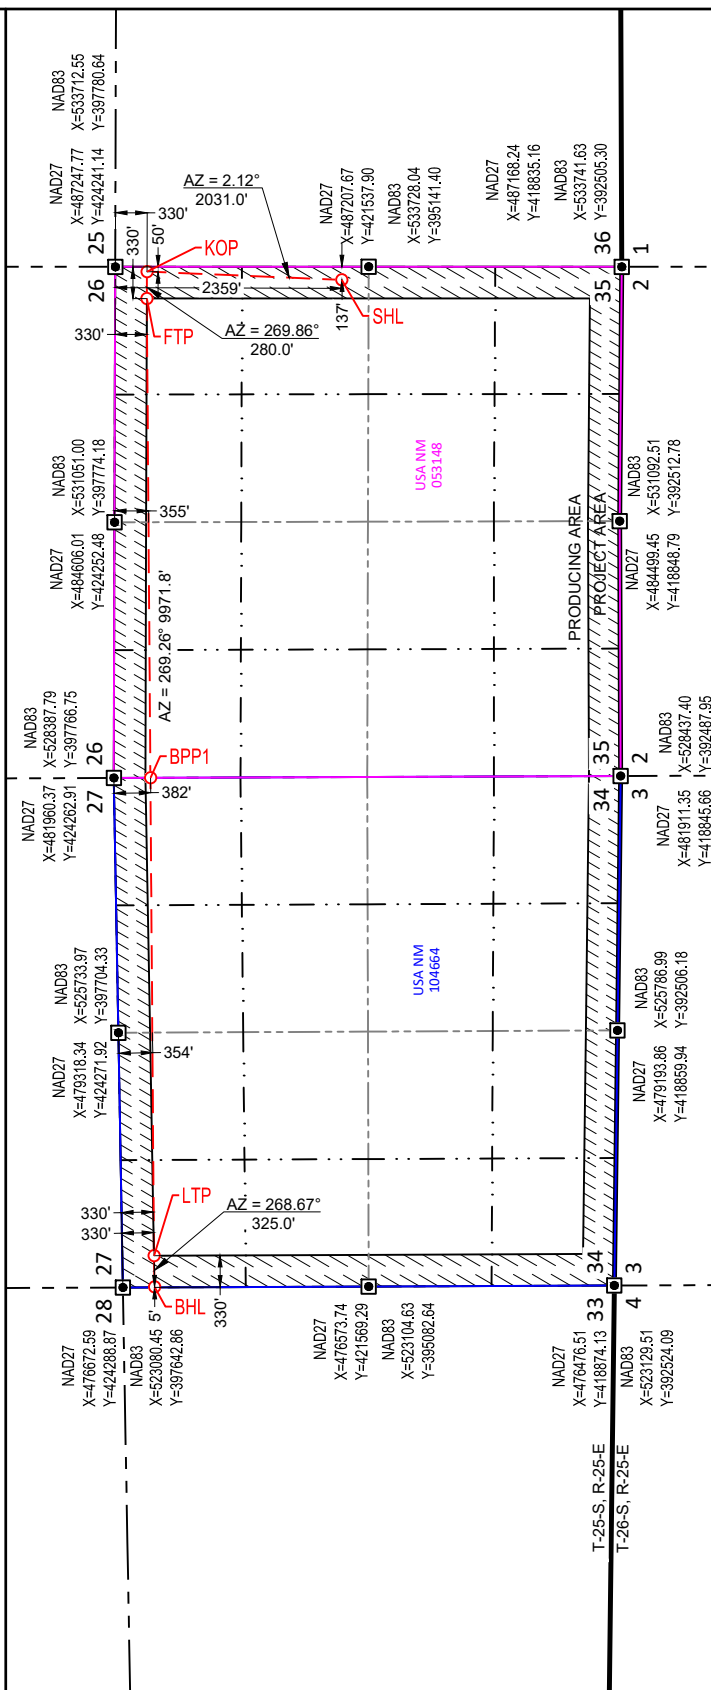 NAD83
X=533712.55
Y=397780.64
NAD27
X=487247.77
Y=424241.14
AZ = 2.12°
2031.0'
NAD27
X=487207.67
Y=421537.90
NAD83
X=533728.04
Y=395141.40
NAD27
X=487168.24
Y=418835.16
NAD83
X=533741.63
Y=392505.30
330'
50'
330'
KOP
25
26
36
1
35
2
2359'
137'
SHL
330'
FTP
AZ = 269.86°
280.0'
NAD83
X=531051.00
Y=397774.18
NAD27
X=484606.01
Y=424252.48
355'
USA NM
053148
PRODUCING AREA
PROJECT AREA
NAD83
X=531092.51
Y=392512.78
NAD27
X=484499.45
Y=418848.79
AZ = 269.26° 9971.8'
NAD83
X=528387.79
Y=397766.75
26
27
BPP1
382'
NAD27
X=481960.37
Y=424262.91
35
2
34
3
NAD83
X=528437.40
Y=392487.95
NAD27
X=481911.35
Y=418845.66
USA NM
104664
NAD83
X=525733.97
Y=397704.33
NAD27
X=479318.34
Y=424271.92
354'
NAD83
X=525786.99
Y=392506.18
NAD27
X=479193.86
Y=418859.94
LTP
330'
330'
AZ = 268.67°
325.0'
27
28
BHL
5'
330'
34
3
33
4
NAD27
X=476672.59
Y=424288.87
NAD83
X=523080.45
Y=397642.86
NAD27
X=476573.74
Y=421569.29
NAD83
X=523104.63
Y=395082.64
NAD27
X=476476.51
Y=418874.13
NAD83
X=523129.51
Y=392524.09
T-25-S, R-25-E
T-26-S, R-25-E